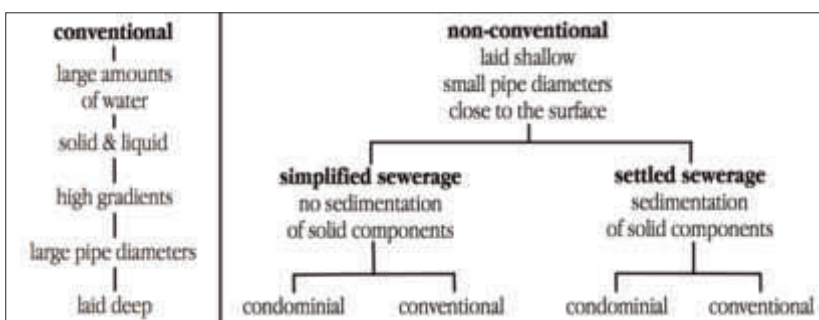 conventional
large amounts
of water
solid & liquid
high gradients
large pipe diameters
laid deep
non-conventional
laid shallow
small pipe diameters
close to the surface
simplified sewerage
no sedimentation
of solid components
condominial
conventional
settled sewerage
sedimentation
of solid components
condominial
conventional